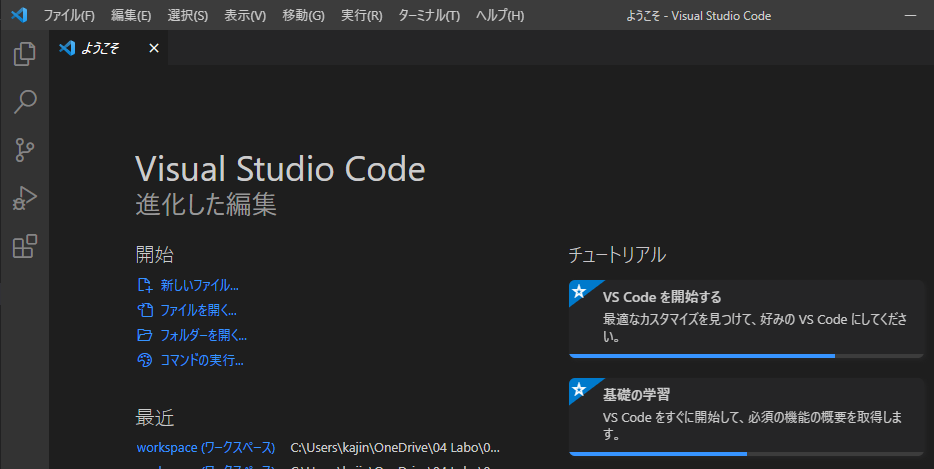 ファイル(F) 編集(E) 選択(S) 表示(V) 移動(G) 実行(R) ターミナル(T) ヘルプ(H) ようこそ - Visual Studio Code
ようこそ
Visual Studio Code
進化した編集
開始
新しいファイル...
ファイルを開く...
フォルダーを開く...
コマンドの実行...
最近
workspace (ワークスペース) C:\Users\kajin\OneDrive\04 Labo\0...
チュートリアル
VS Code を開始する
最適なカスタマイズを見つけて、好みの VS Code にしてくださ
い。
基礎の学習
VS Code をすぐに開始して、必須の機能の概要を取得しま
す。